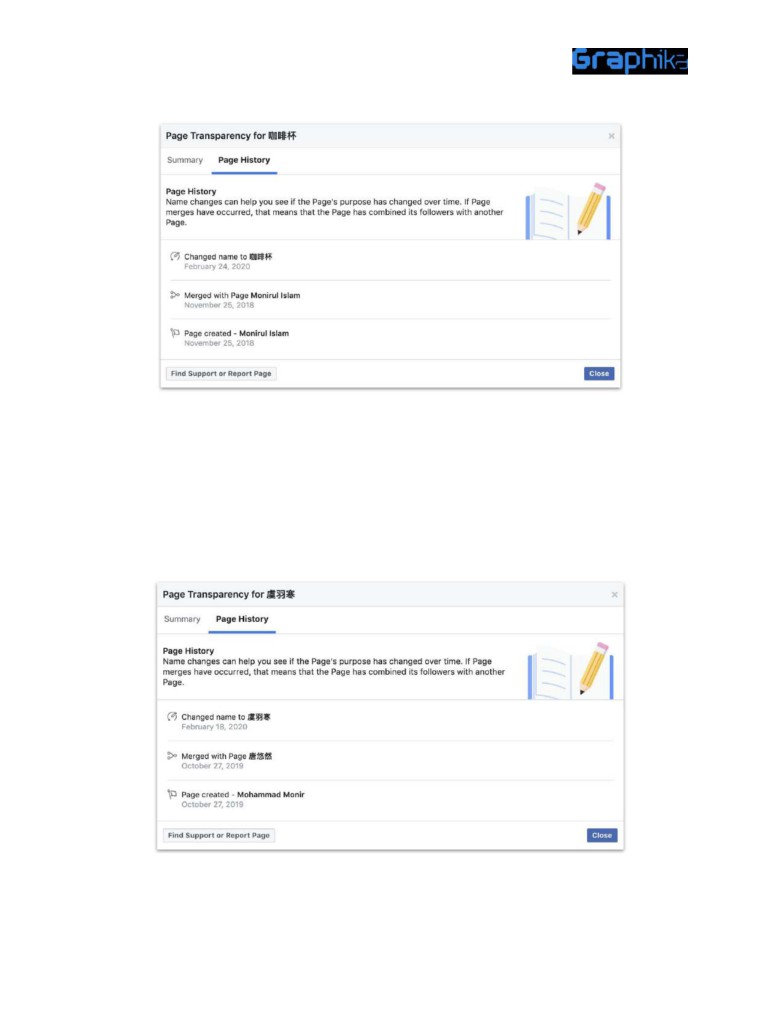 Graphika
Page Transparency for 咖啡杯
Summary Page History
Page History
Name changes can help you see if the Page's purpose has changed over time. If Page
merges have occurred, that means that the Page has combined its followers with another
Page.
Changed name to 咖啡杯
February 24, 2020
Merged with Page Monirul Islam
November 25, 2018
Page created - Monirul Islam
November 25, 2018
Find Support or Report Page Close
Page Transparency for 虞羽寒
Summary Page History
Page History
Name changes can help you see if the Page's purpose has changed over time. If Page
merges have occurred, that means that the Page has combined its followers with another
Page.
Changed name to 虞羽寒
February 18, 2020
Merged with Page 唐悠然
October 27, 2019
Page created - Mohammad Monir
October 27, 2019
Find Support or Report Page Close